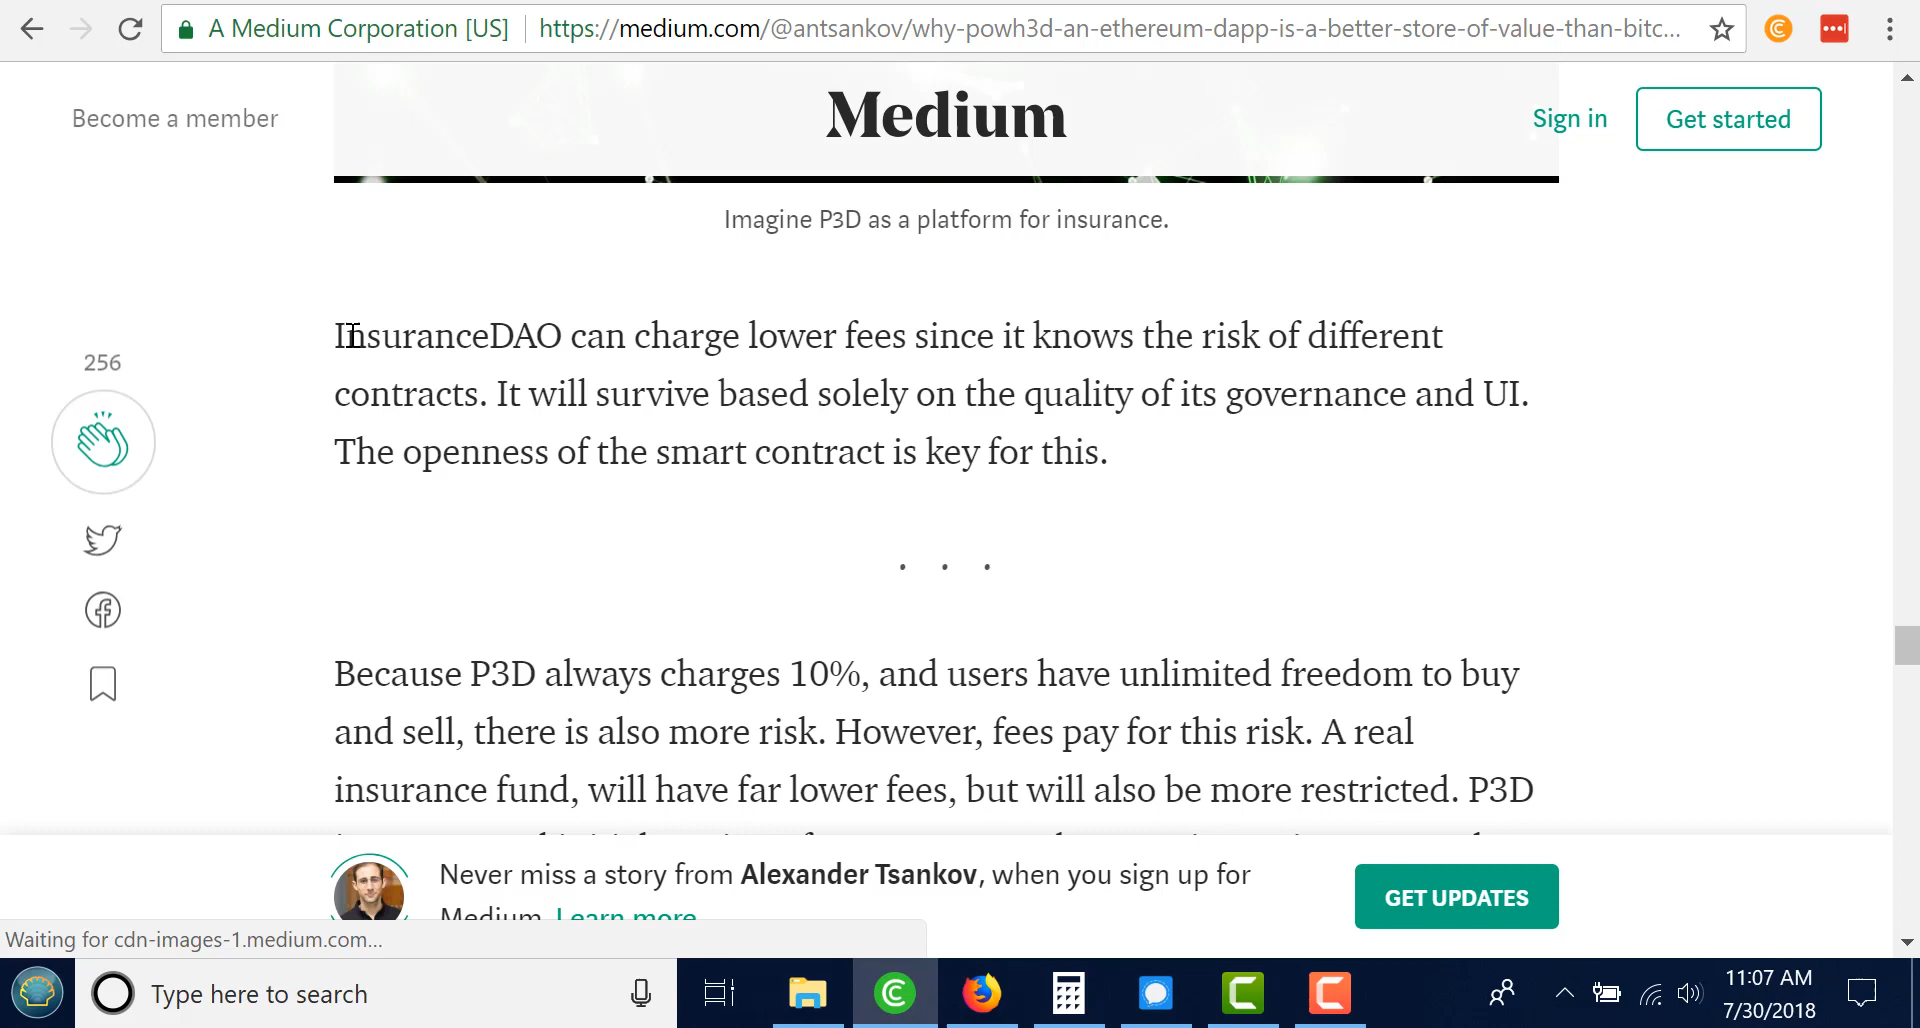 A Medium Corporation [US]
https://medium.com/@antsankov/why-powh3d-an-ethereum-dapp-is-a-better-store-of-value-than-bitc...
Become a member
Medium
Sign in
Get started
Imagine P3D as a platform for insurance.
InsuranceDAO can charge lower fees since it knows the risk of different
contracts. It will survive based solely on the quality of its governance and UI.
The openness of the smart contract is key for this.
256
. . .
Because P3D always charges 10%, and users have unlimited freedom to buy
and sell, there is also more risk. However, fees pay for this risk. A real
insurance fund, will have far lower fees, but will also be more restricted. P3D
Never miss a story from Alexander Tsankov, when you sign up for
Medium. Learn more
GET UPDATES
Waiting for cdn-images-1.medium.com...
Type here to search
11:07 AM
7/30/2018